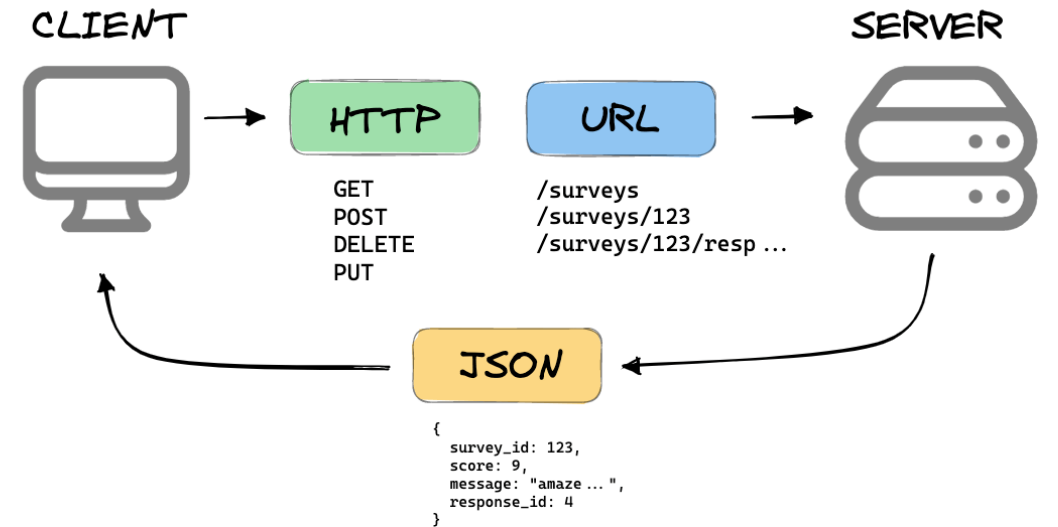 CLIENT
SERVER
HTTP
URL
GET
POST
DELETE
PUT
/surveys
/surveys/123
/surveys/123/resp...
JSON
{
survey_id: 123,
score: 9,
message: "amaze...",
response_id: 4
}